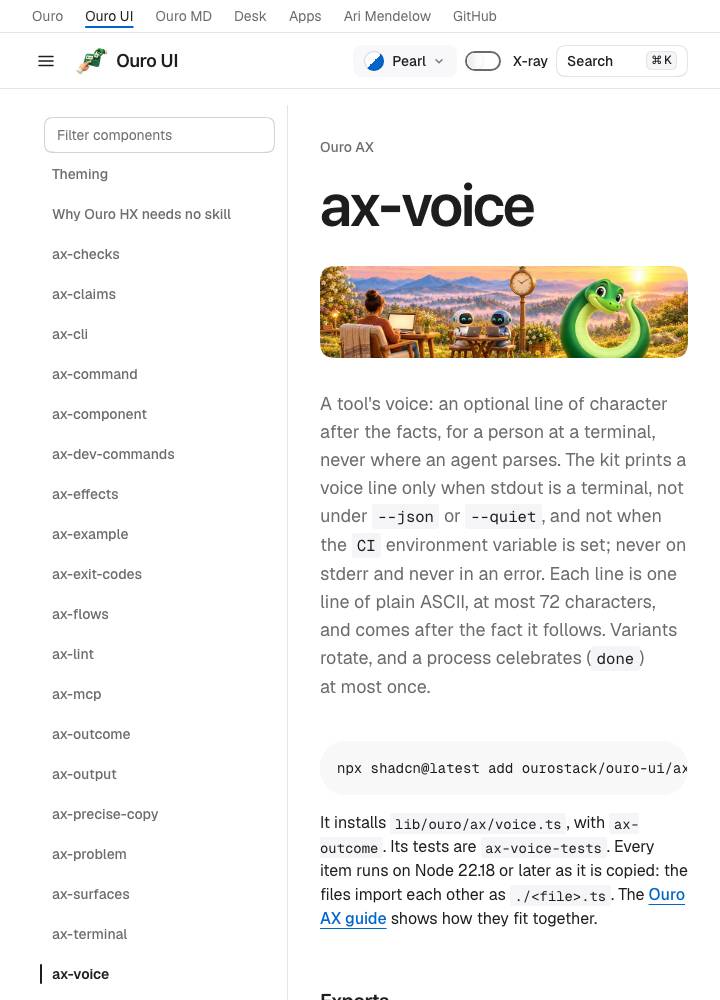 Ouro
Ouro UI
Ouro MD
Desk
Apps
Ari Mendelow
GitHub
Ouro UI
Pearl
X-ray
Search
⌘ K
Filter components
Theming
Why Ouro HX needs no skill
ax-checks
ax-claims
ax-cli
ax-command
ax-component
ax-dev-commands
ax-effects
ax-example
ax-exit-codes
ax-flows
ax-lint
ax-mcp
ax-outcome
ax-output
ax-precise-copy
ax-problem
ax-surfaces
ax-terminal
ax-voice
Ouro AX
ax-voice
A tool's voice: an optional line of character
after the facts, for a person at a terminal,
never where an agent parses. The kit prints a
voice line only when stdout is a terminal, not
under --json or --quiet, and not when
the CI environment variable is set; never on
stderr and never in an error. Each line is one
line of plain ASCII, at most 72 characters,
and comes after the fact it follows. Variants
rotate, and a process celebrates (done)
at most once.
npx shadcn@latest add ourostack/ouro-ui/ax
It installs lib/ouro/ax/voice.ts, with ax-
outcome. Its tests are ax-voice-tests. Every
item runs on Node 22.18 or later as it is copied: the
files import each other as ./<file>.ts. The Ouro
AX guide shows how they fit together.
Exports